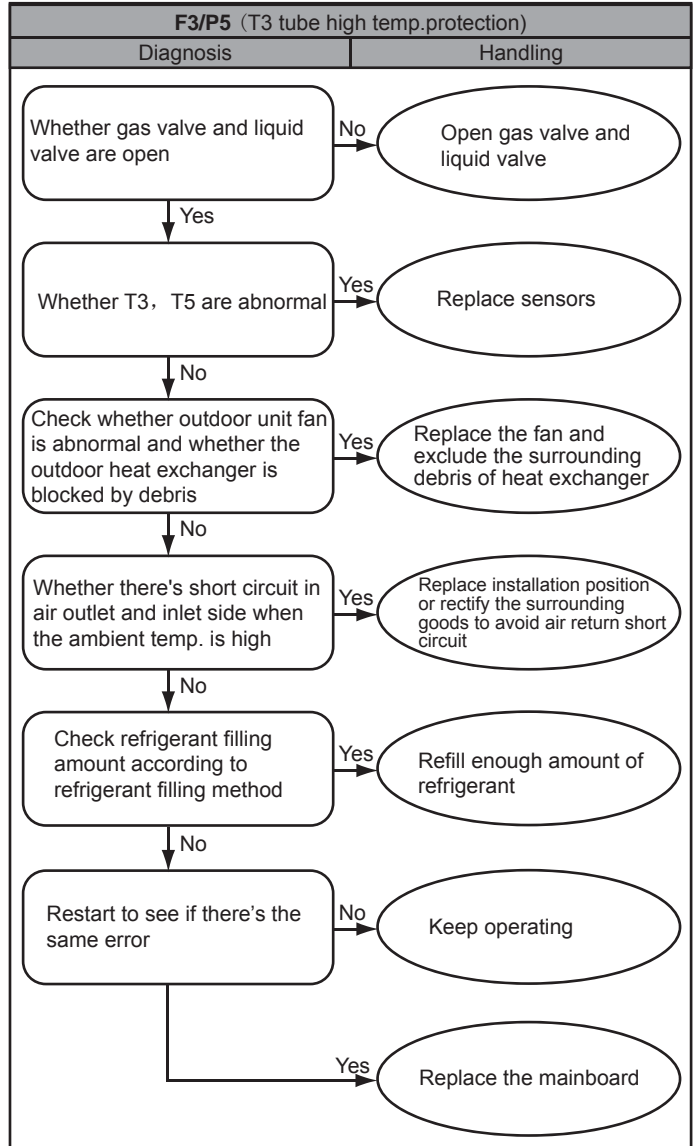 F3/P5（T3 tube high temp.protection)
Diagnosis
Handling
Whether gas valve and liquid
valve are open
No
Open gas valve and
liquid valve
Yes
Whether T3，T5 are abnormal
Yes
Replace sensors
No
Check whether outdoor unit fan
is abnormal and whether the
outdoor heat exchanger is
blocked by debris
Yes
Replace the fan and
exclude the surrounding
debris of heat exchanger
No
Whether there's short circuit in
air outlet and inlet side when
the ambient temp. is high
Yes
Replace installation position
or rectify the surrounding
goods to avoid air return short
circuit
No
Check refrigerant filling
amount according to
refrigerant filling method
Yes
Refill enough amount of
refrigerant
No
Restart to see if there’s the
same error
No
Keep operating
Yes
Replace the mainboard